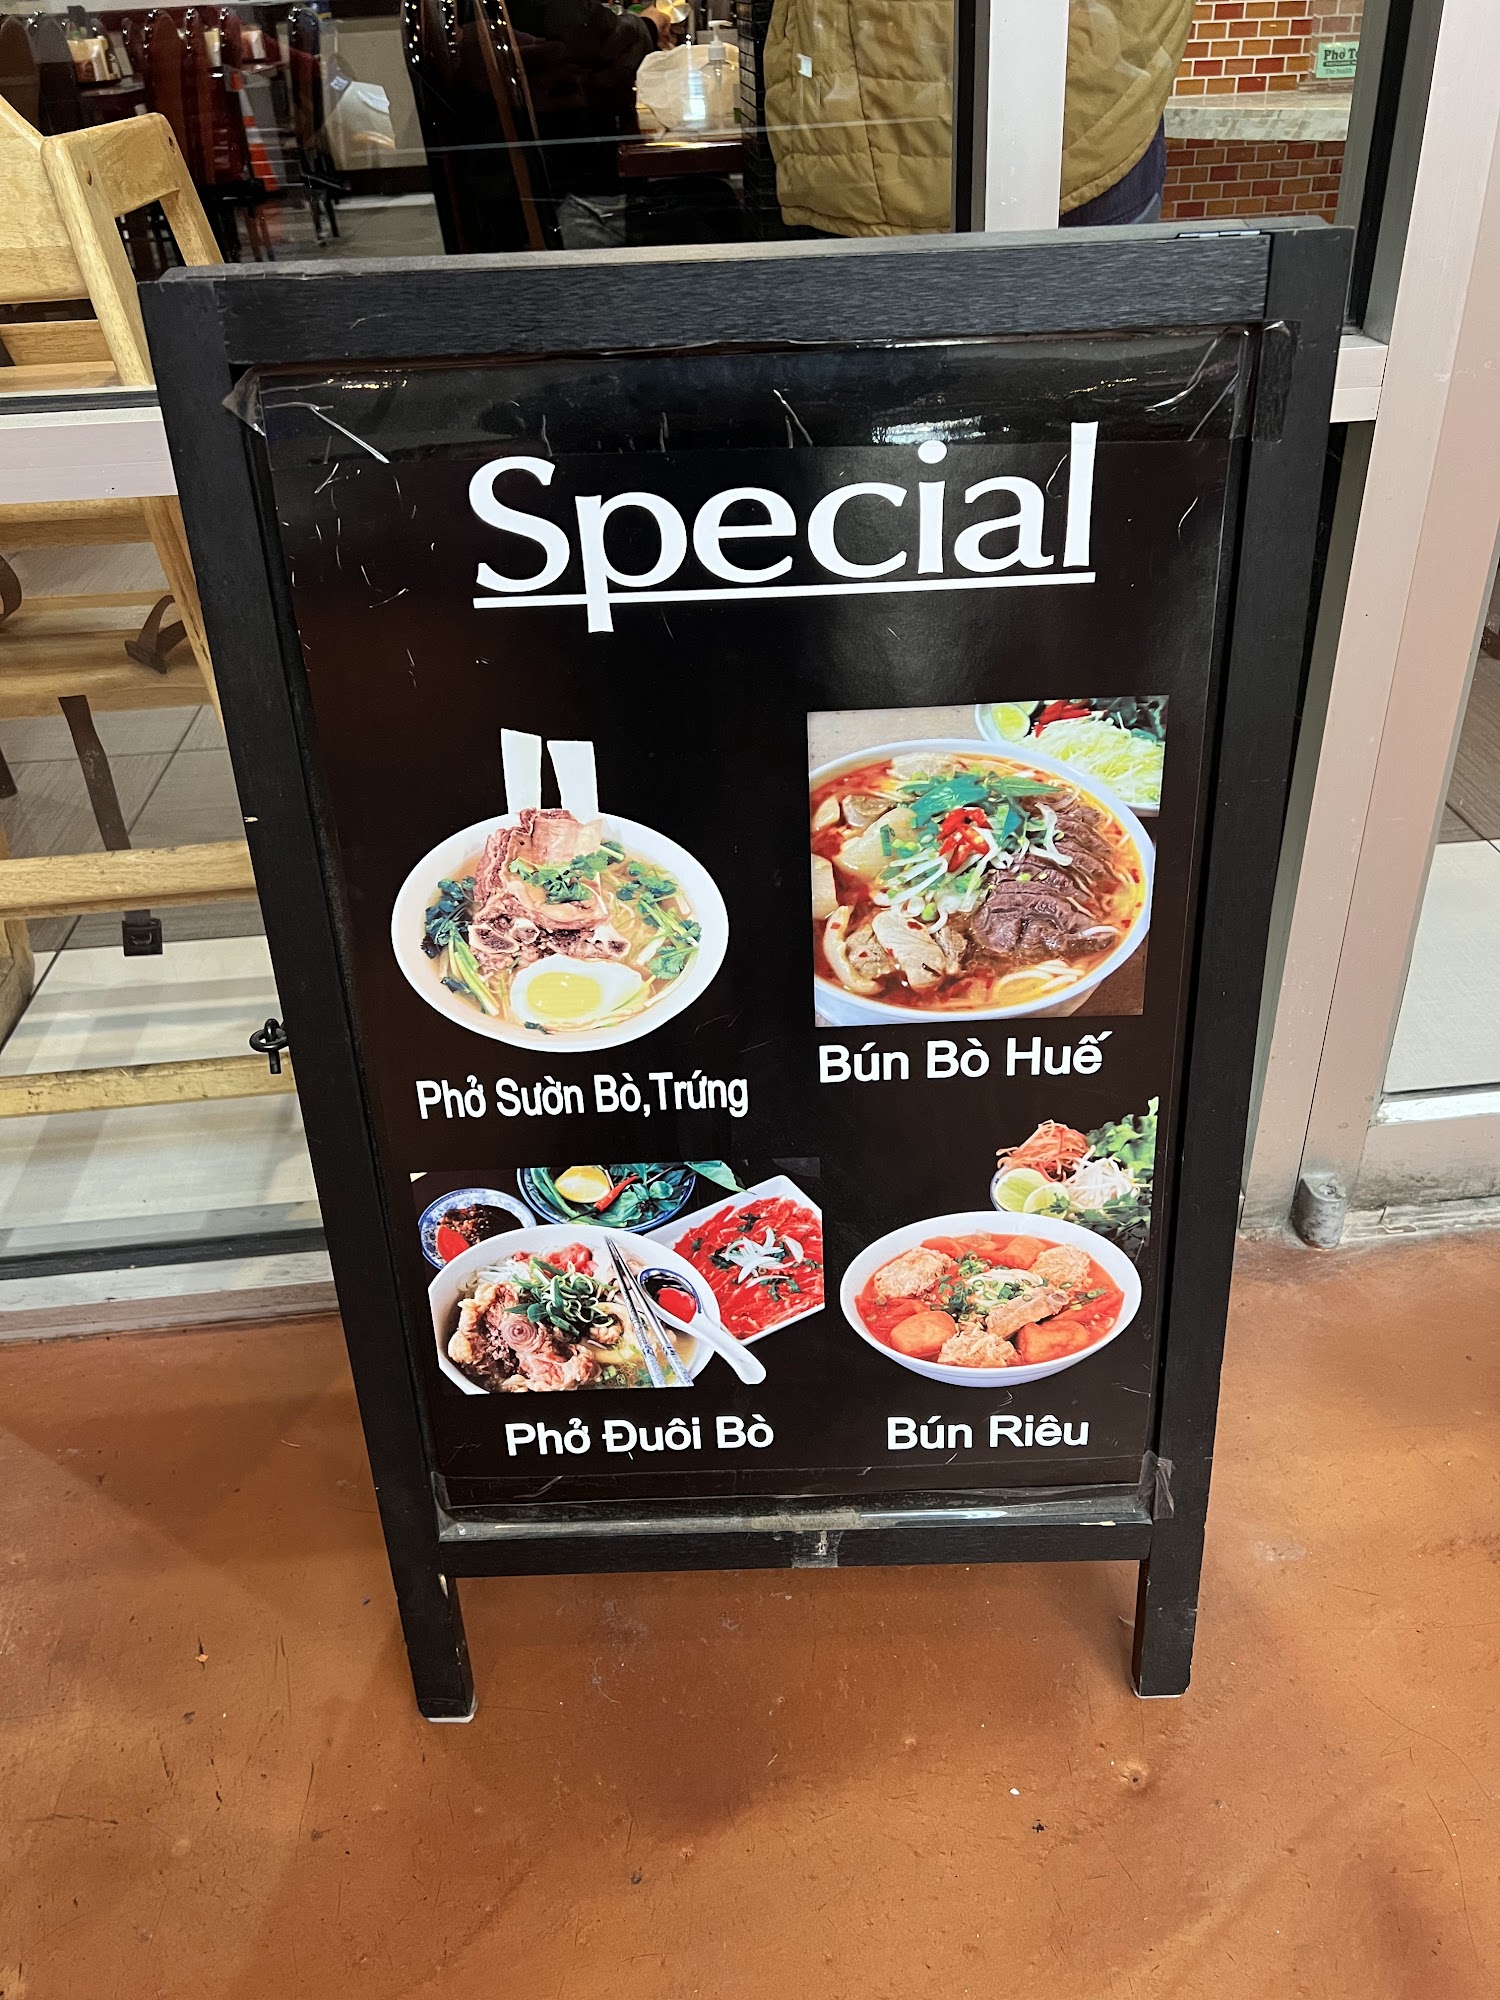 Special
Phở Sườn Bò,Trứng
Bún Bò Huế
Phở Đuôi Bò
Bún Riêu